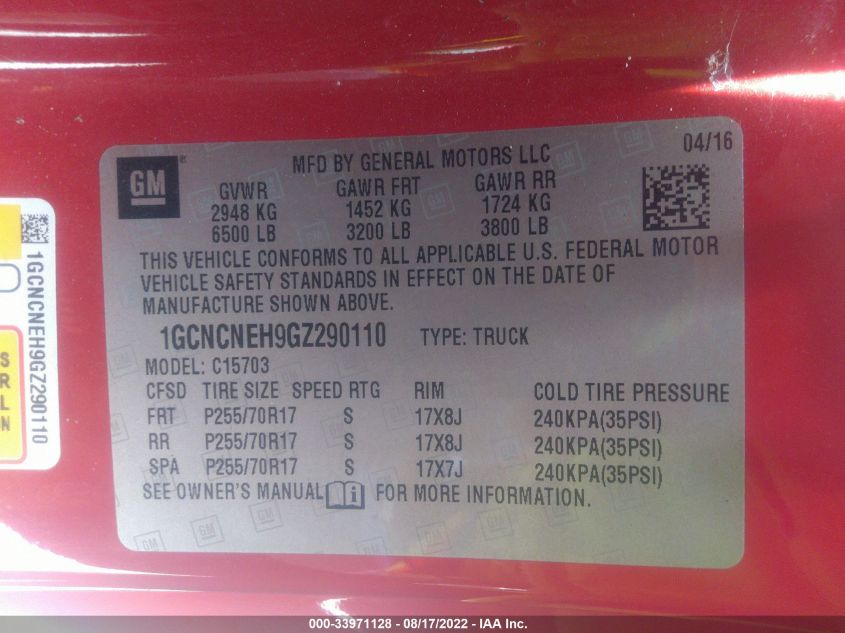 GM
MFD BY GENERAL MOTORS LLC
04/16
GVWR GAWR FRT GAWR RR
2948 KG 1452 KG 1724 KG
6500 LB 3200 LB 3800 LB
THIS VEHICLE CONFORMS TO ALL APPLICABLE U.S. FEDERAL MOTOR
VEHICLE SAFETY STANDARDS IN EFFECT ON THE DATE OF
MANUFACTURE SHOWN ABOVE.
1GCNCNEH9GZ290110 TYPE: TRUCK
MODEL: C15703
CFSD TIRE SIZE SPEED RTG RIM COLD TIRE PRESSURE
FRT P255/70R17 S 17X8J 240KPA(35PSI)
RR P255/70R17 S 17X8J 240KPA(35PSI)
SPA P255/70R17 S 17X7J 240KPA(35PSI)
SEE OWNER'S MANUAL i FOR MORE INFORMATION.
1GCNCNEH9GZ290110
S
R
L
N
000-33971128 - 08/17/2022 - IAA Inc.